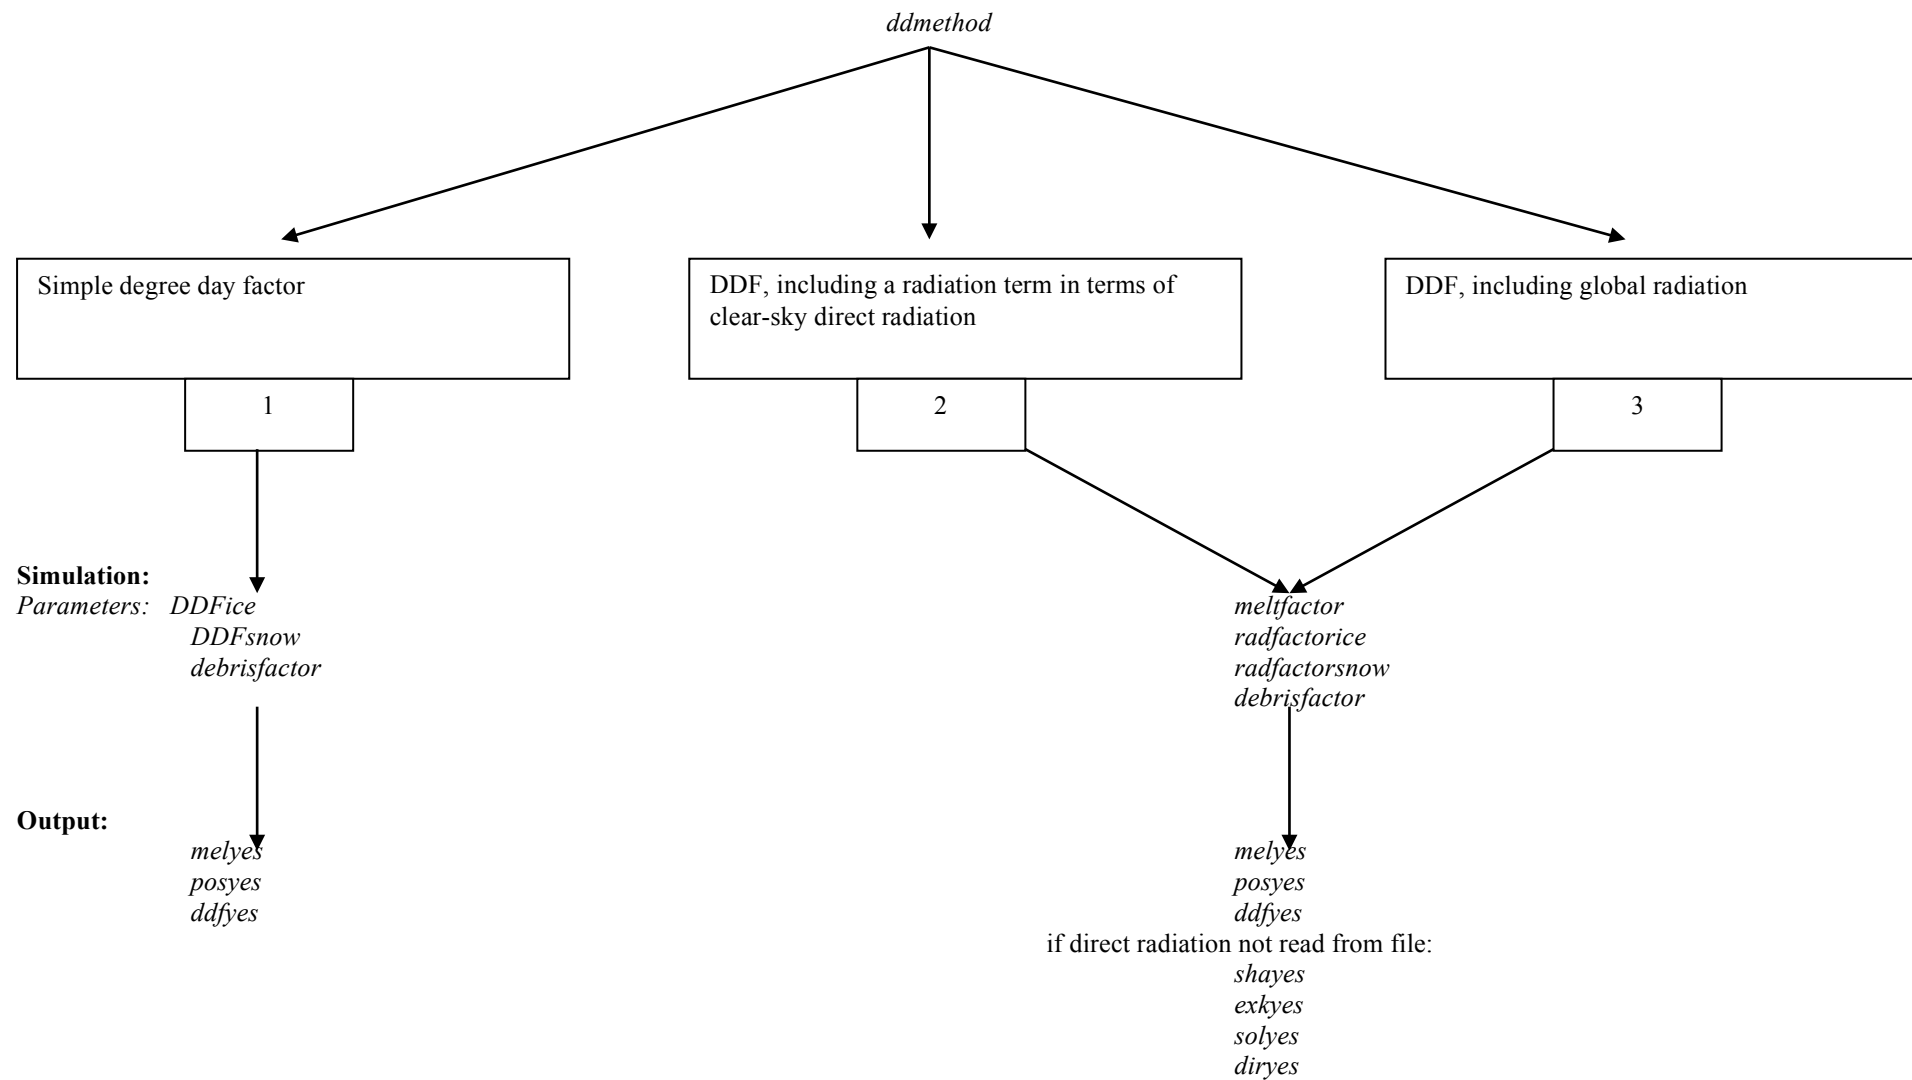 ddmethod
Simple degree day factor
DDF, including a radiation term in terms of
clear-sky direct radiation
DDF, including global radiation
1
2
3
Simulation:
Parameters: DDFice
DDFsnow
debrisfactor
meltfactor
radfactorice
radfactorsnow
debrisfactor
Output:
melyes
posyes
ddfyes
melyes
posyes
ddfyes
if direct radiation not read from file:
shayes
exkyes
solyes
diryes